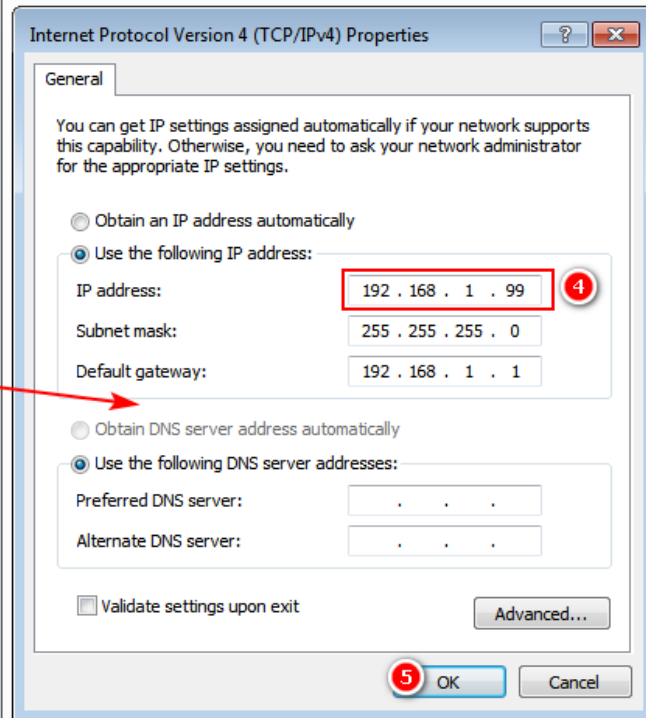 Internet Protocol Version 4 (TCP/IPv4) Properties
?
General
You can get IP settings assigned automatically if your network supports
this capability. Otherwise, you need to ask your network administrator
for the appropriate IP settings.
Obtain an IP address automatically
Use the following IP address:
IP address: 192 . 168 . 1 . 99 4
Subnet mask: 255 . 255 . 255 . 0
Default gateway: 192 . 168 . 1 . 1
Obtain DNS server address automatically
Use the following DNS server addresses:
Preferred DNS server: . . .
Alternate DNS server: . . .
Validate settings upon exit
Advanced...
5 OK Cancel